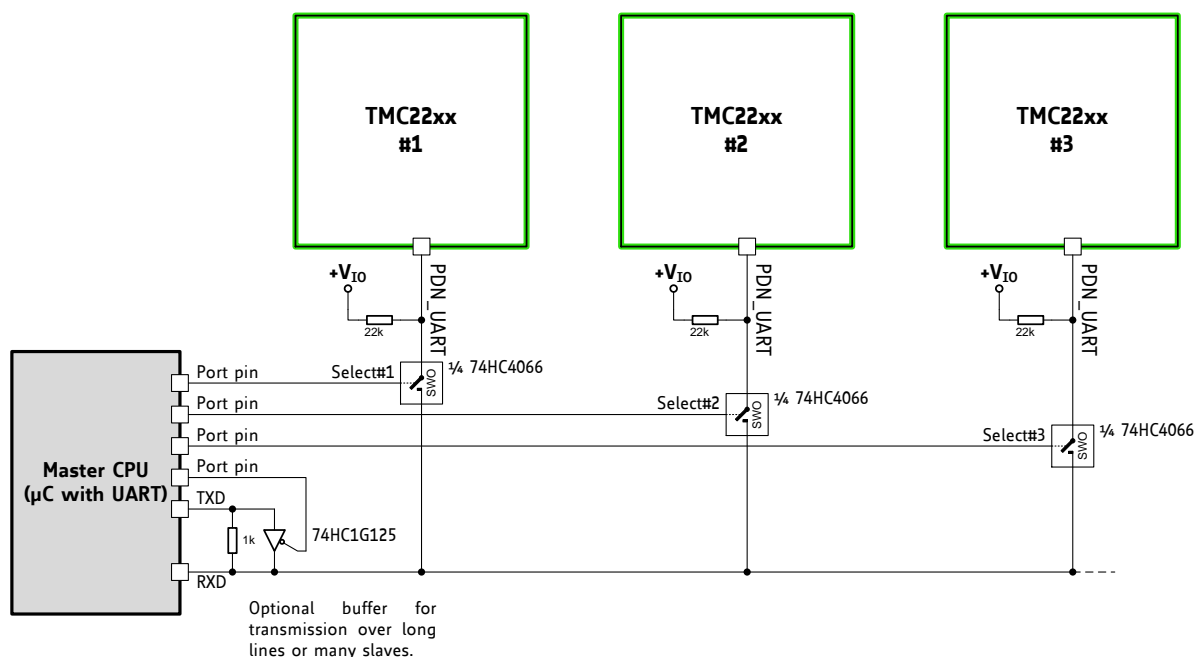 TMC22xx
#1
TMC22xx
#2
TMC22xx
#3
+VIO
22k
PDN_UART
+VIO
22k
PDN_UART
+VIO
22k
PDN_UART
Port pin
Select#1
SWO
¼ 74HC4066
Port pin
Select#2
SWO
¼ 74HC4066
Port pin
Select#3
SWO
¼ 74HC4066
Port pin
Master CPU
(µC with UART)
TXD
1k
74HC1G125
RXD
Optional buffer for
transmission over long
lines or many slaves.